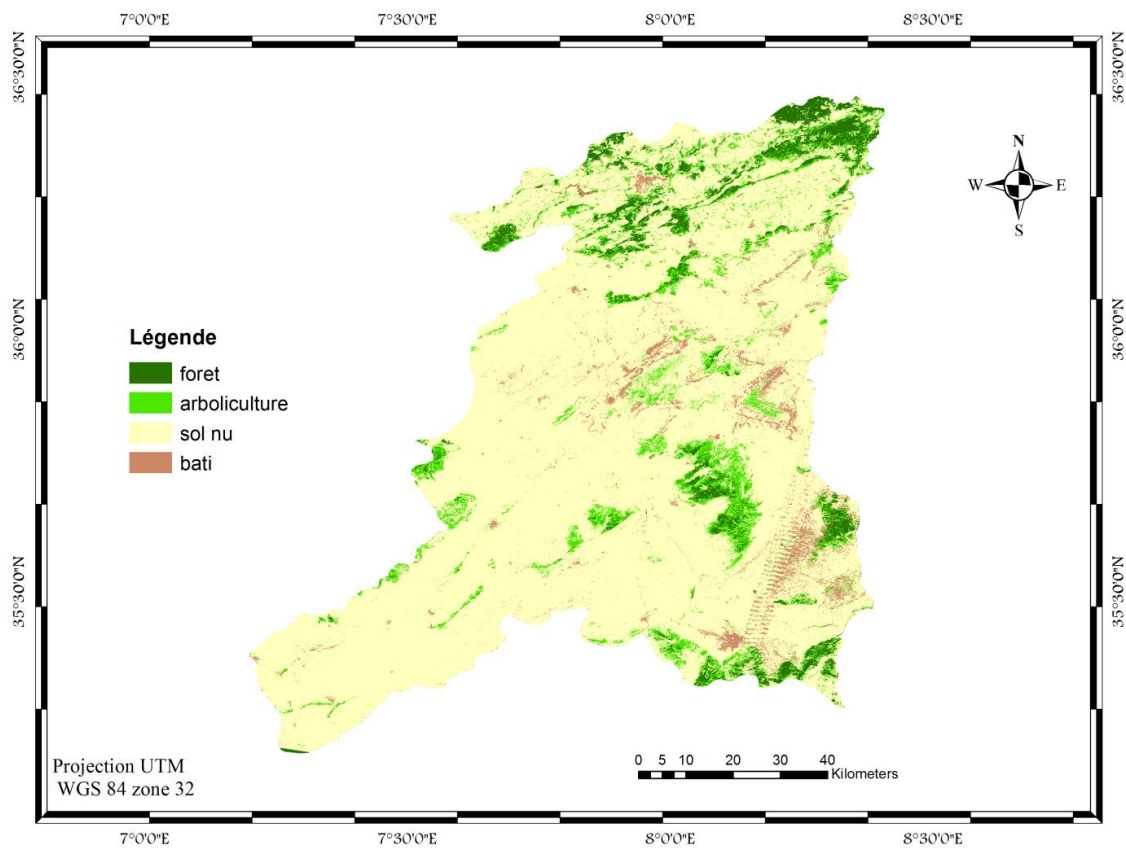 7°0'0"E 7°30'0"E 8°0'0"E 8°30'0"E
36°30'0"N 36°30'0"N
N
W E
S
36°0'0"N 36°0'0"N
Légende
foret
arboliculture
sol nu
bati
35°30'0"N 35°30'0"N
Projection UTM
WGS 84 zone 32
0 5 10 20 30 40
Kilometers
7°0'0"E 7°30'0"E 8°0'0"E 8°30'0"E